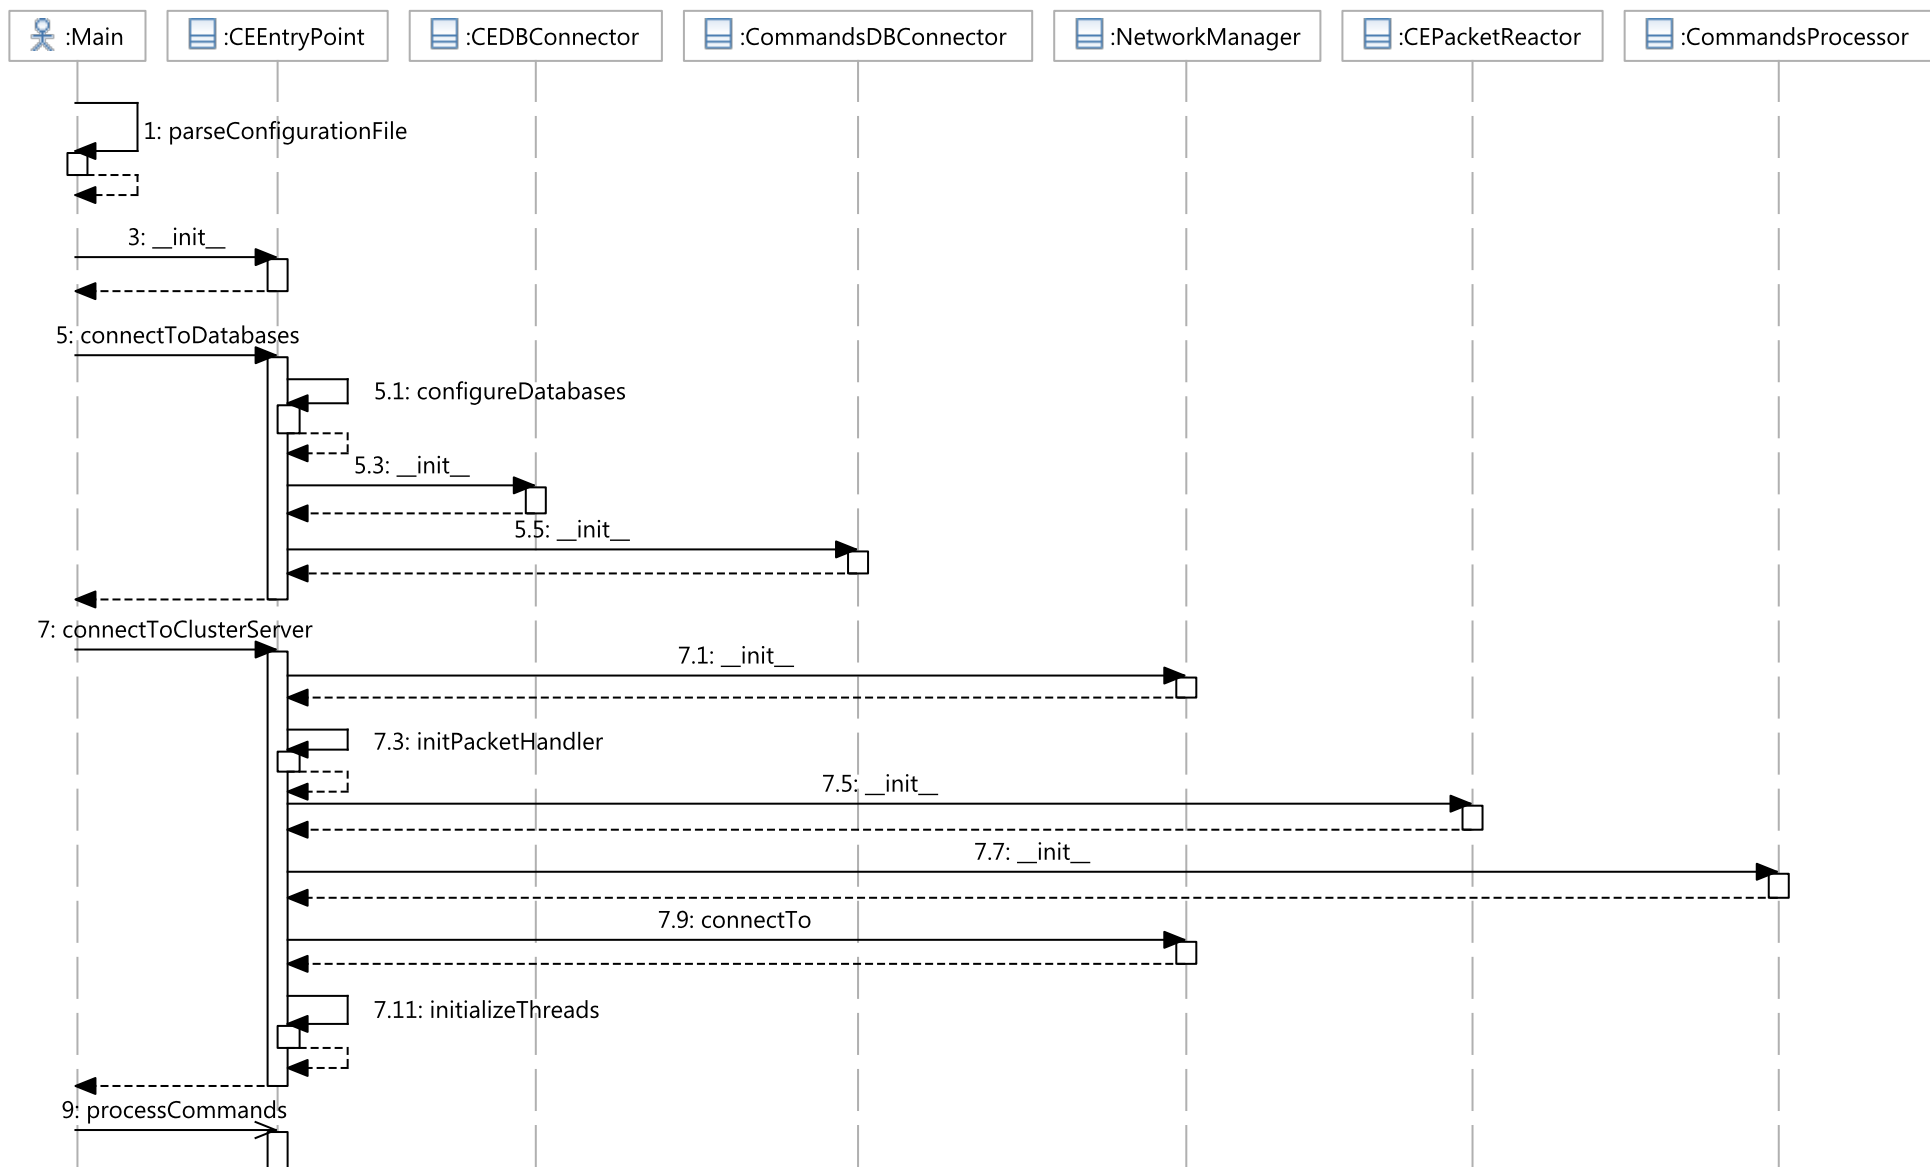 :Main
:CEEntryPoint
:CEDBConnector
:CommandsDBConnector
:NetworkManager
:CEPacketReactor
:CommandsProcessor
1: parseConfigurationFile
3: __init__
5: connectToDatabases
5.1: configureDatabases
5.3: __init__
5.5: __init__
7: connectToClusterServer
7.1: __init__
7.3: initPacketHandler
7.5: __init__
7.7: __init__
7.9: connectTo
7.11: initializeThreads
9: processCommands